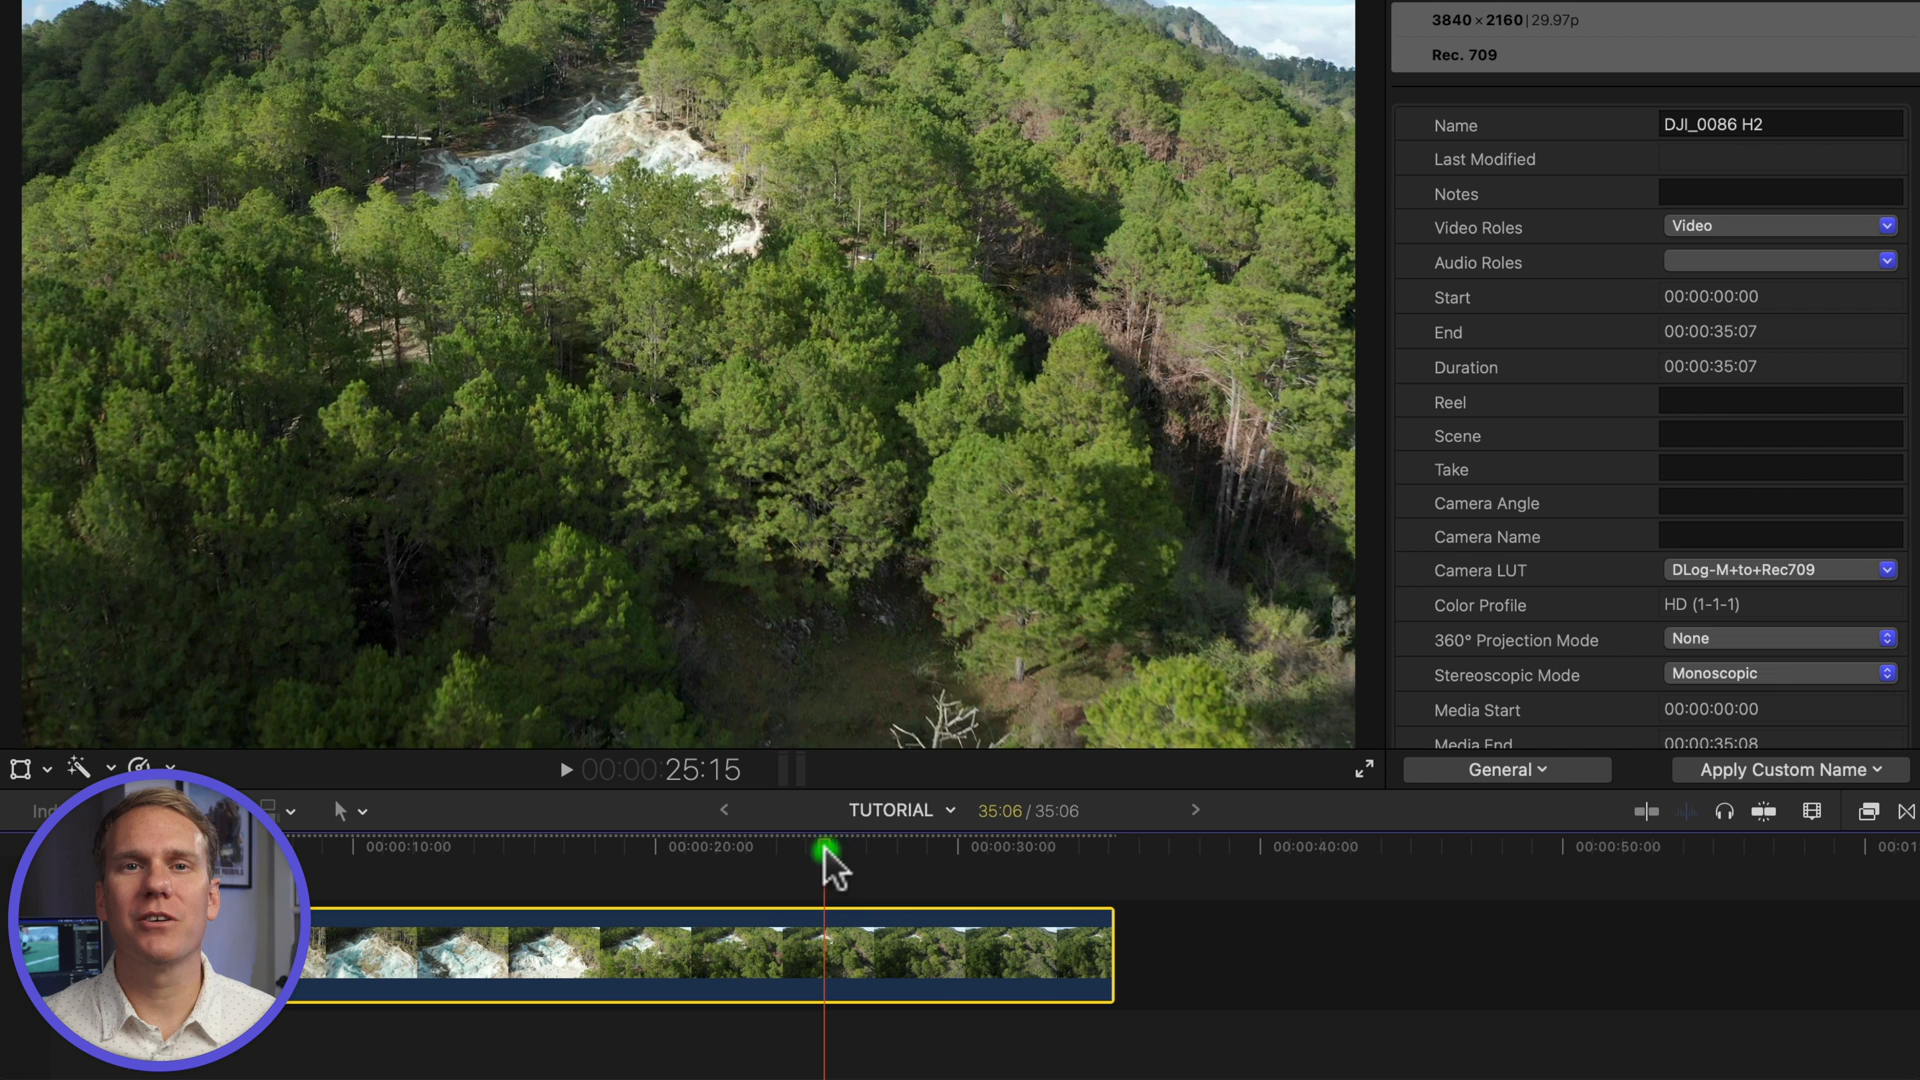 3840 × 2160 | 29.97p
Rec. 709
Name DJI_0086 H2
Last Modified
Notes
Video Roles Video
Audio Roles
Start 00:00:00:00
End 00:00:35:07
Duration 00:00:35:07
Reel
Scene
Take
Camera Angle
Camera Name
Camera LUT DLog-M+to+Rec709
Color Profile HD (1-1-1)
360° Projection Mode None
Stereoscopic Mode Monoscopic
Media Start 00:00:00:00
Media End 00:00:35:08
00:00:25:15
General
Apply Custom Name
TUTORIAL 35:06 / 35:06
00:00:10:00 00:00:20:00 00:00:30:00 00:00:40:00 00:00:50:00